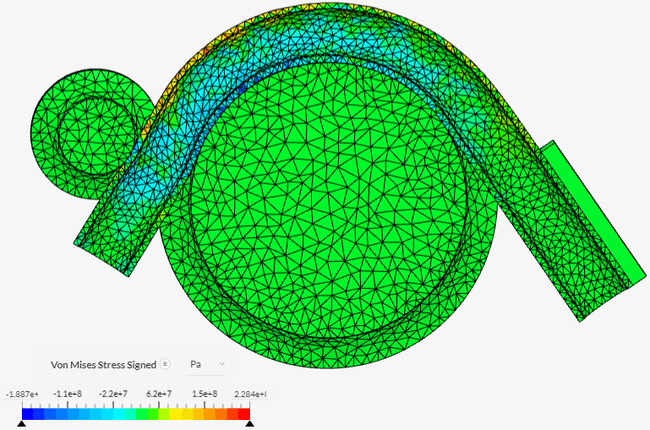 Von Mises Stress Signed Pa
-1.887e+ -1.1e+8 -2.2e+7 6.2e+7 1.5e+8 2.284e+